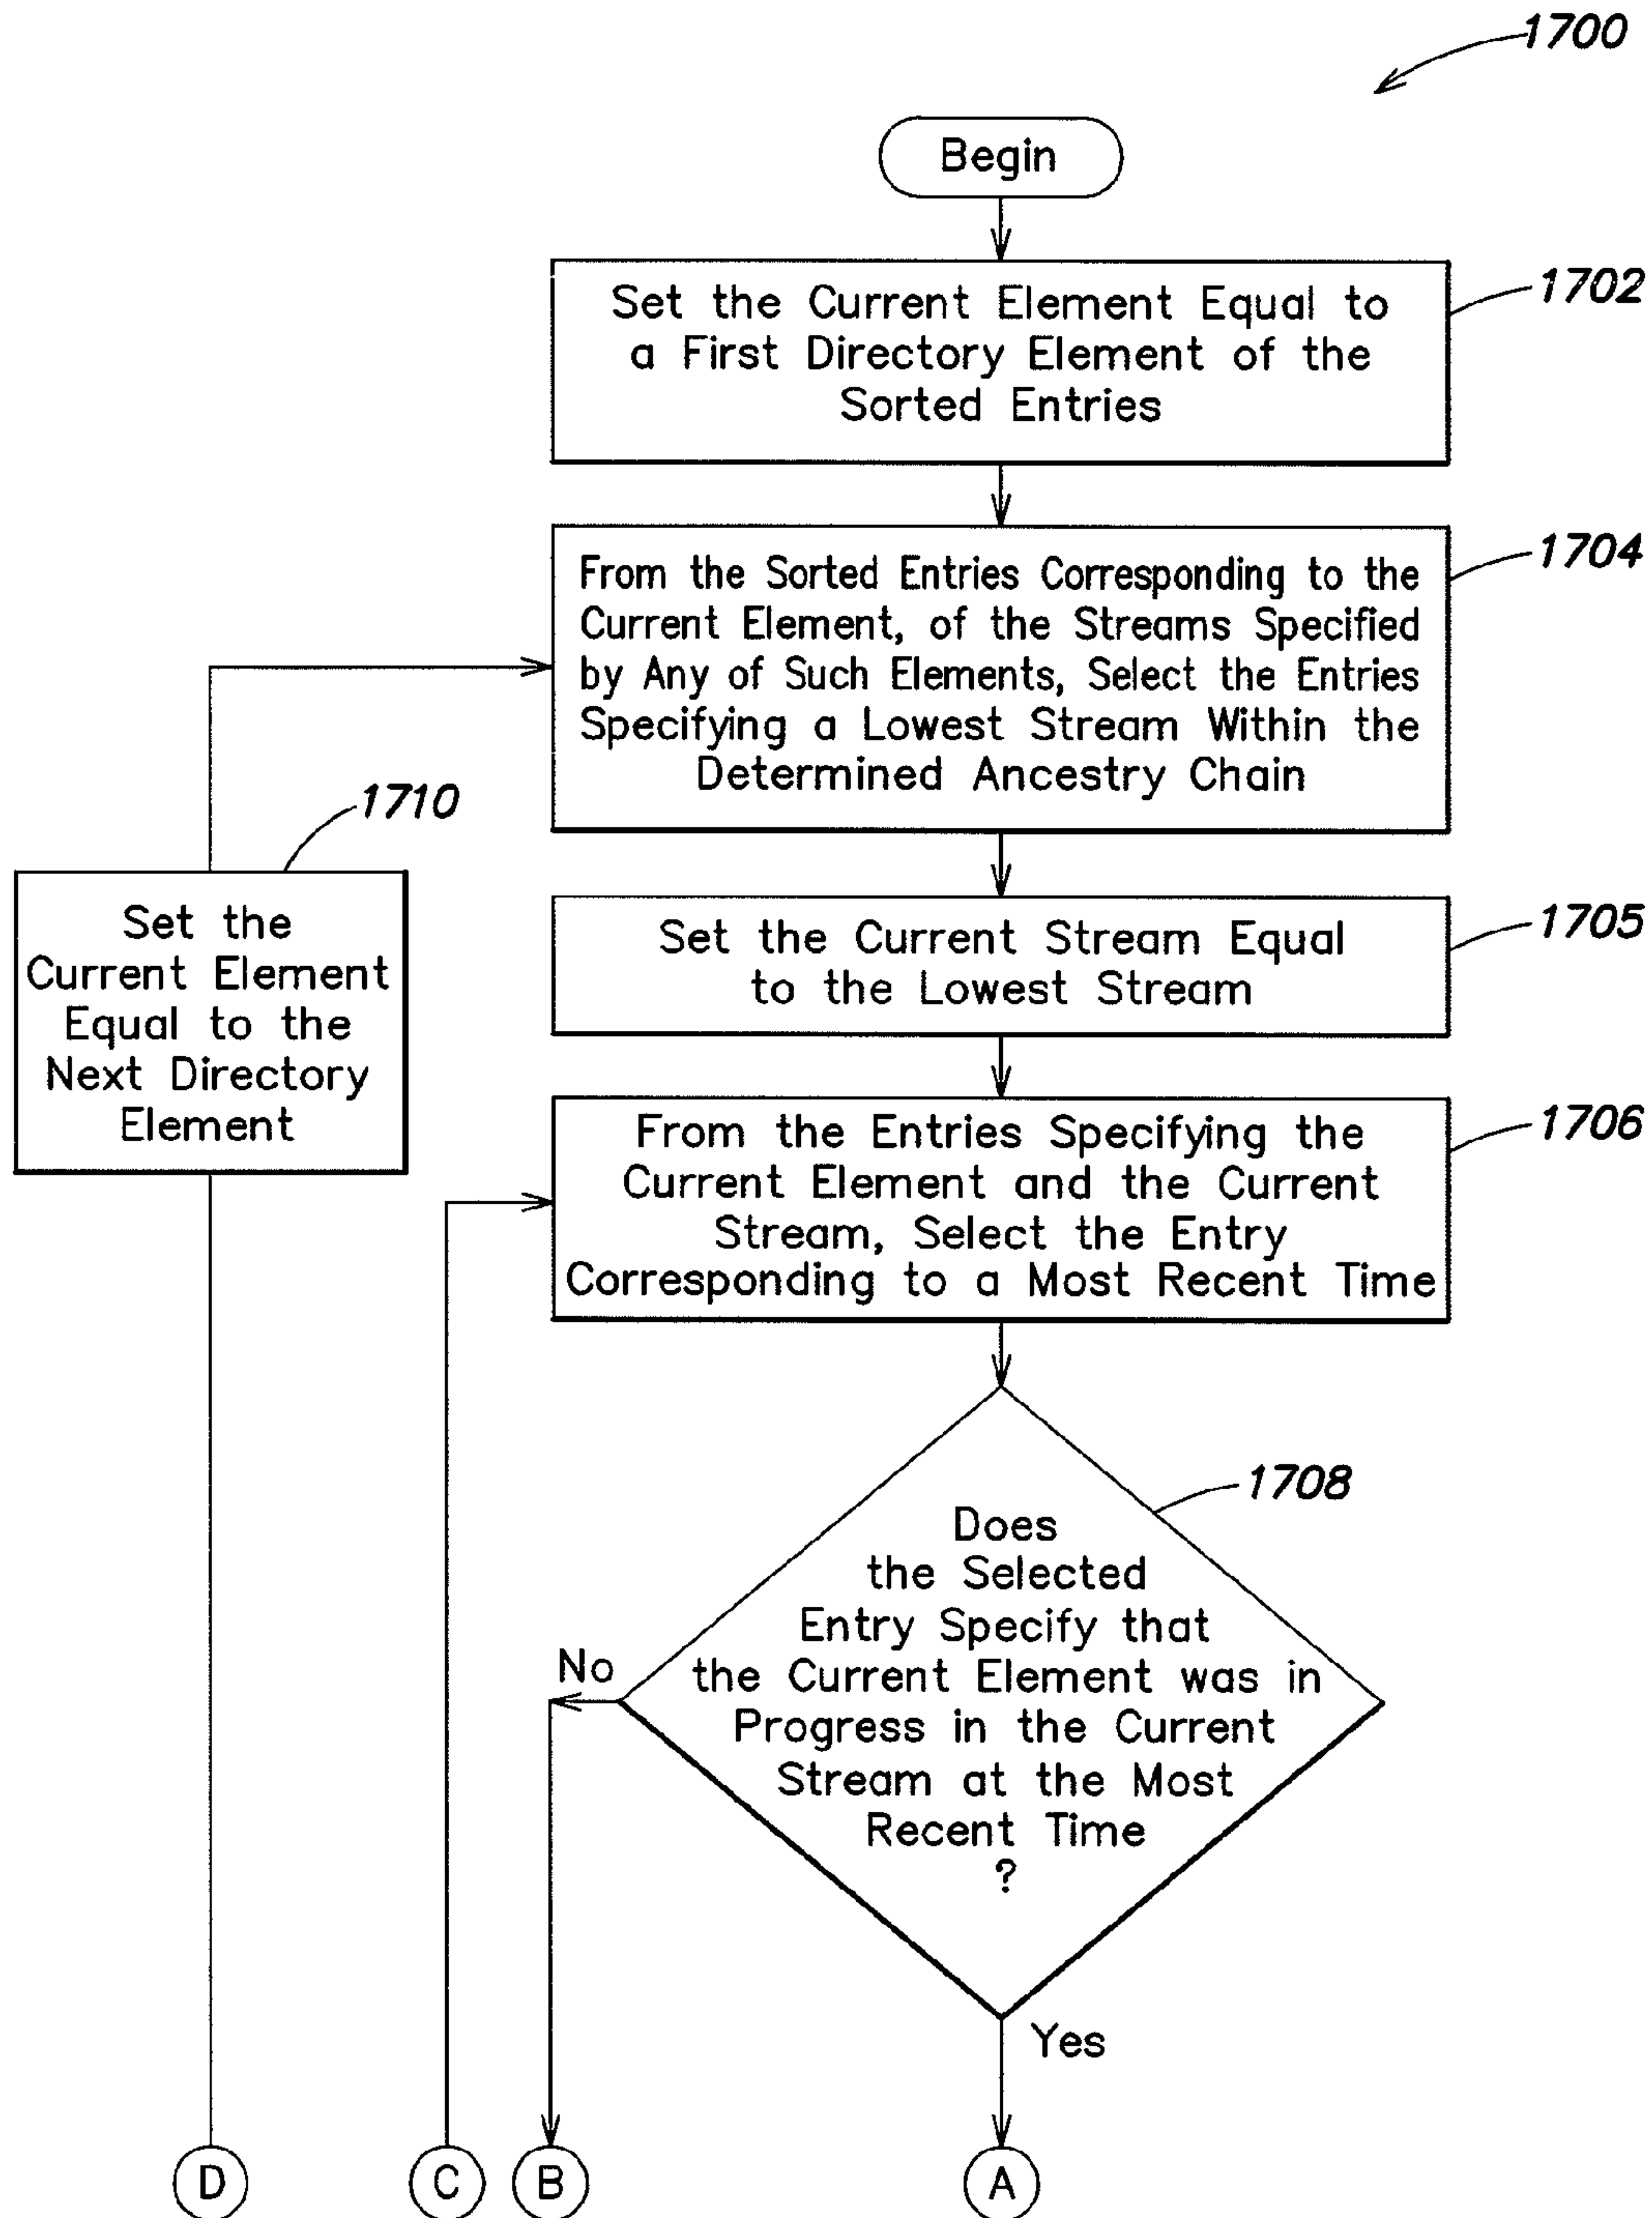 1700
Begin
Set the Current Element Equal to
a First Directory Element of the
Sorted Entries
1702
From the Sorted Entries Corresponding to the
Current Element, of the Streams Specified
by Any of Such Elements, Select the Entries
Specifying a Lowest Stream Within the
Determined Ancestry Chain
1704
1710
Set the
Current Element
Equal to the
Next Directory
Element
Set the Current Stream Equal
to the Lowest Stream
1705
From the Entries Specifying the
Current Element and the Current
Stream, Select the Entry
Corresponding to a Most Recent Time
1706
1708
Does
the Selected
Entry Specify that
the Current Element was in
Progress in the Current
Stream at the Most
Recent Time
?
No
Yes
D
C
B
A